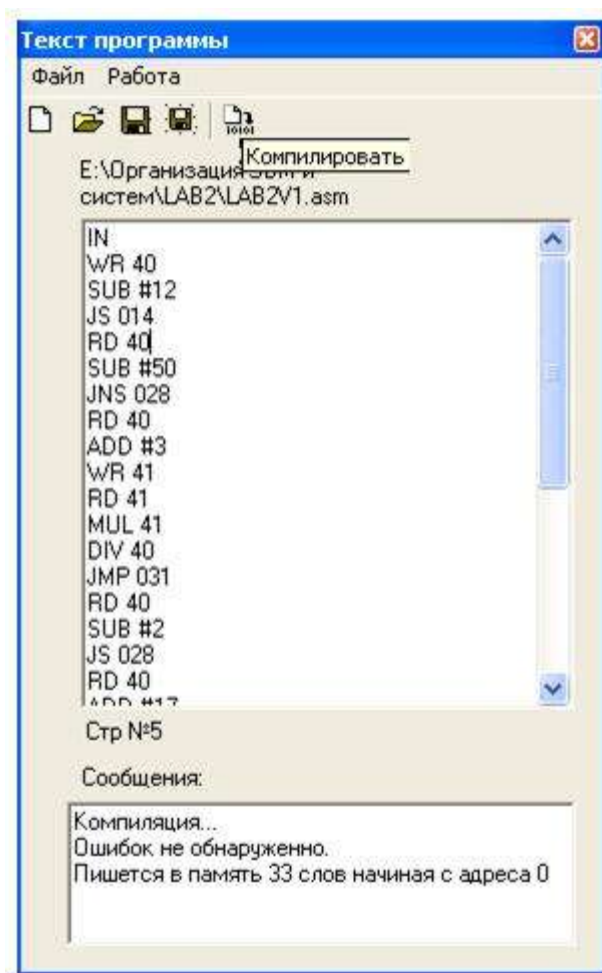 Текст программы
Файл Работа
Компилировать
E:\Организация ЭВМ и
систем\LAB2\LAB2V1.asm
IN
WR 40
SUB #12
JS 014
RD 40
SUB #50
JNS 028
RD 40
ADD #3
WR 41
RD 41
MUL 41
DIV 40
JMP 031
RD 40
SUB #2
JS 028
RD 40
ADD #17
Стр №5
Сообщения:
Компиляция...
Ошибок не обнаруженно.
Пишется в память 33 слов начиная с адреса 0